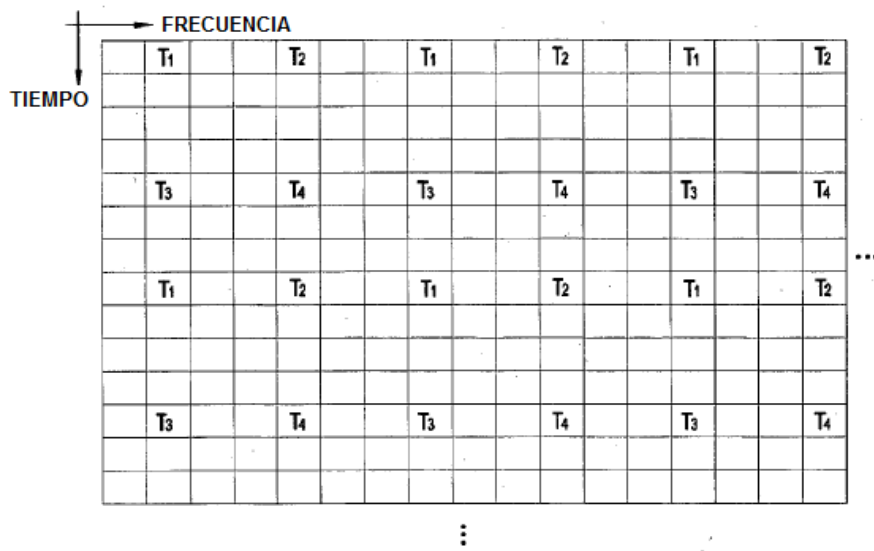 FRECUENCIA
TIEMPO
T1 T2 T1 T2 T1 T2
T3 T4 T3 T4 T3 T4
...
T1 T2 T1 T2 T1 T2
T3 T4 T3 T4 T3 T4
⋮